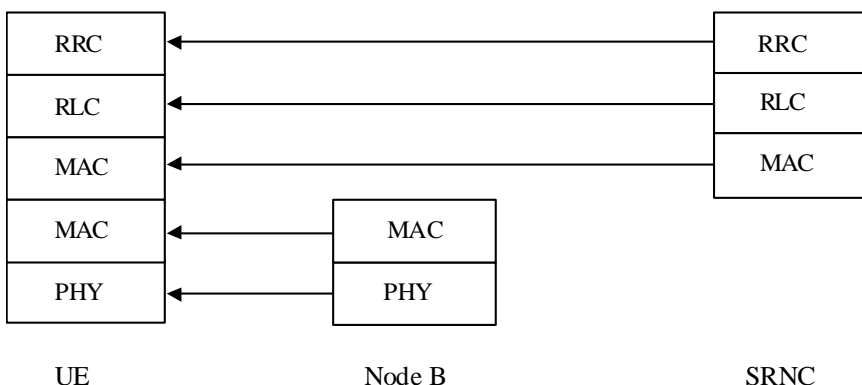 RRC RRC
RLC RLC
MAC MAC
MAC MAC
PHY PHY
UE Node B SRNC